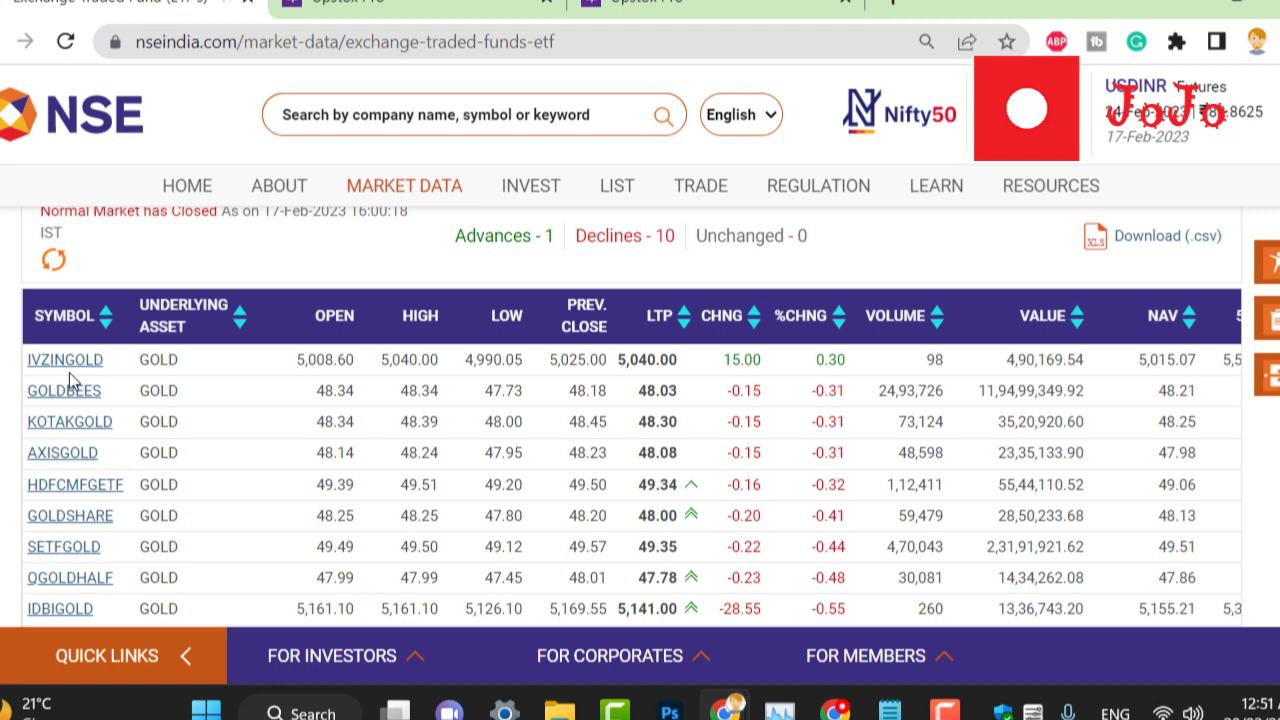 nseindia.com/market-data/exchange-traded-funds-etf
ABP
NSE
Search by company name, symbol or keyword
English
Nifty50
USDINR Futures
JoJo
17-Feb-2023
HOME ABOUT MARKET DATA INVEST LIST TRADE REGULATION LEARN RESOURCES
Normal Market has Closed As on 17-Feb-2023 16:00:18
IST
Advances - 1 Declines - 10 Unchanged - 0
XLS Download (.csv)
SYMBOL UNDERLYING ASSET OPEN HIGH LOW PREV. CLOSE LTP CHNG %CHNG VOLUME VALUE NAV
IVZINGOLD GOLD 5,008.60 5,040.00 4,990.05 5,025.00 5,040.00 15.00 0.30 98 4,90,169.54 5,015.07 5,5
GOLDBEES GOLD 48.34 48.34 47.73 48.18 48.03 -0.15 -0.31 24,93,726 11,94,99,349.92 48.21
KOTAKGOLD GOLD 48.34 48.39 48.00 48.45 48.30 -0.15 -0.31 73,124 35,20,920.60 48.25
AXISGOLD GOLD 48.14 48.24 47.95 48.23 48.08 -0.15 -0.31 48,598 23,35,133.90 47.98
HDFCMFGETF GOLD 49.39 49.51 49.20 49.50 49.34 -0.16 -0.32 1,12,411 55,44,110.52 49.06
GOLDSHARE GOLD 48.25 48.25 47.80 48.20 48.00 -0.20 -0.41 59,479 28,50,233.68 48.13
SETFGOLD GOLD 49.49 49.50 49.12 49.57 49.35 -0.22 -0.44 4,70,043 2,31,91,921.62 49.51
QGOLDHALF GOLD 47.99 47.99 47.45 48.01 47.78 -0.23 -0.48 30,081 14,34,262.08 47.86
IDBIGOLD GOLD 5,161.10 5,161.10 5,126.10 5,169.55 5,141.00 -28.55 -0.55 260 13,36,743.20 5,155.21 5,3
QUICK LINKS FOR INVESTORS FOR CORPORATES FOR MEMBERS
21°C
Search
Ps
ENG
12:51